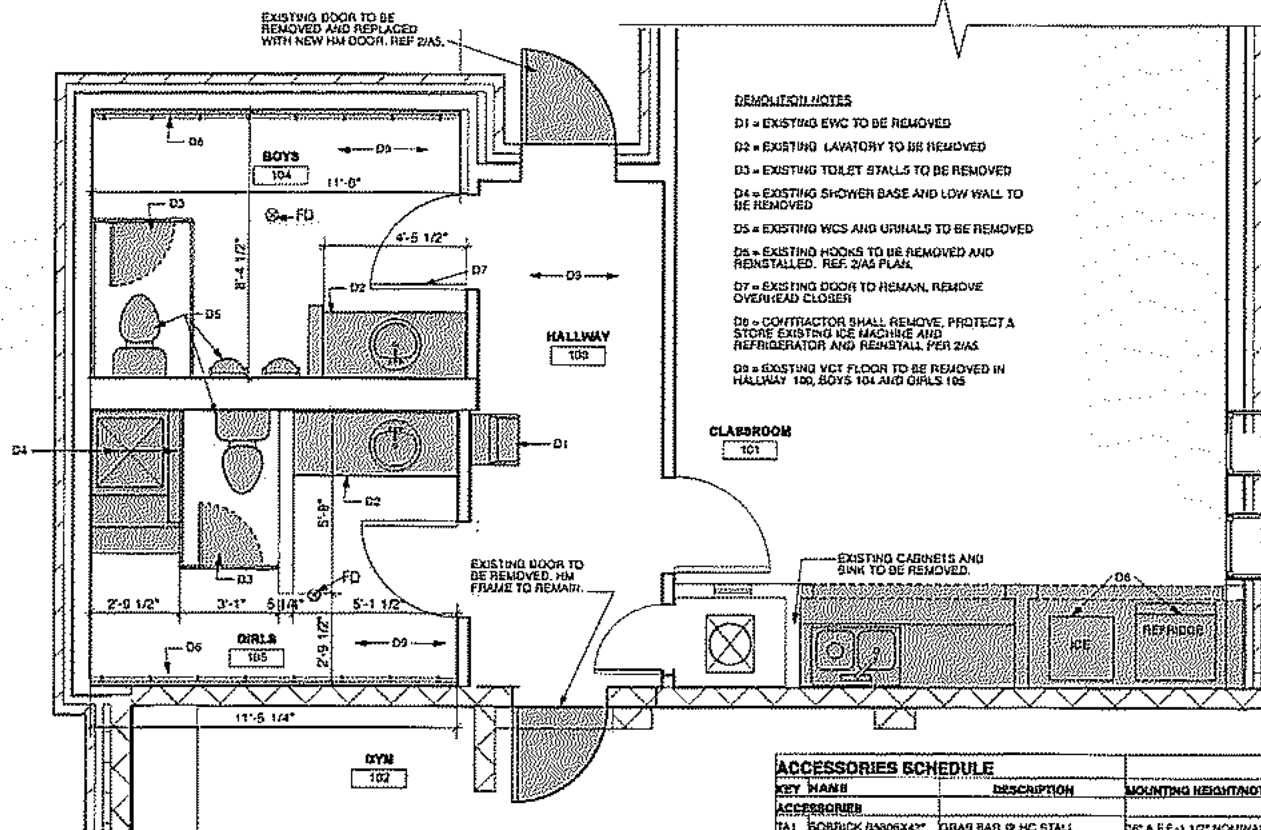 EXISTING DOOR TO BE
REMOVED AND REPLACED
WITH NEW HM DOOR. REF 2/A5.
DEMOLITION NOTES
D1 = EXISTING EWC TO BE REMOVED
D2 = EXISTING LAVATORY TO BE REMOVED
D3 = EXISTING TOILET STALLS TO BE REMOVED
D4 = EXISTING SHOWER BASE AND LOW WALL TO
BE REMOVED
D5 = EXISTING WCS AND URINALS TO BE REMOVED
D6 = EXISTING HOOKS TO BE REMOVED AND
REINSTALLED. REF. 2/A5 PLAN.
D7 = EXISTING DOOR TO REMAIN. REMOVE
OVERHEAD CLOSER
D8 = CONTRACTOR SHALL REMOVE, PROTECT &
STORE EXISTING ICE MACHINE AND
REFRIGERATOR AND REINSTALL PER 2/A5
D9 = EXISTING VCT FLOOR TO BE REMOVED IN
HALLWAY 100, BOYS 104 AND GIRLS 105
D6
BOYS
104
D9
11'-6"
D3
FD
8'-4 1/2"
4'-5 1/2"
D7
D2
D5
D9
HALLWAY
100
CLASSROOM
101
D4
D1
D2
5'-8"
D3
FD
EXISTING DOOR TO
BE REMOVED. HM
FRAME TO REMAIN.
EXISTING CABINETS AND
SINK TO BE REMOVED.
D8
2'-9 1/2"
3'-1"
5 1/4"
5'-1 1/2"
GIRLS
105
2'-9 1/2"
D6
D9
ICE
REFRIDGE
11'-5 1/4"
GYM
102
ACCESSORIES SCHEDULE
KEY NAME DESCRIPTION MOUNTING HEIGHT/NOT
ACCESSORIES
TA1 BOBRICK GRAB BAR @ HC STALL